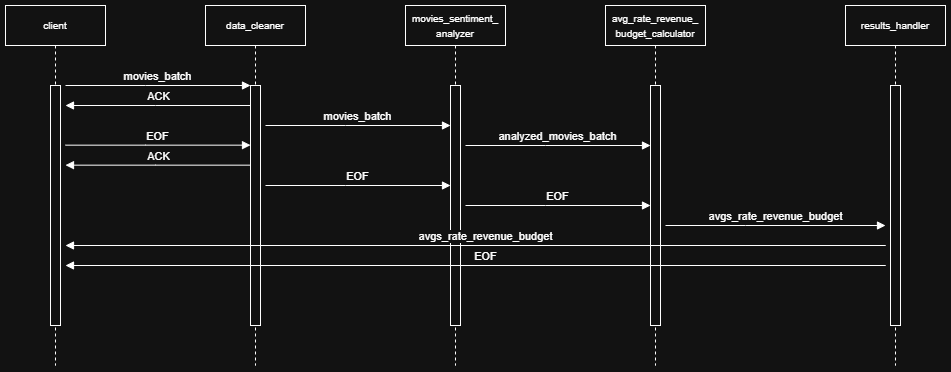 client
data_cleaner
movies_sentiment_
analyzer
avg_rate_revenue_
budget_calculator
results_handler
movies_batch
ACK
movies_batch
EOF
analyzed_movies_batch
ACK
EOF
EOF
avgs_rate_revenue_budget
avgs_rate_revenue_budget
EOF